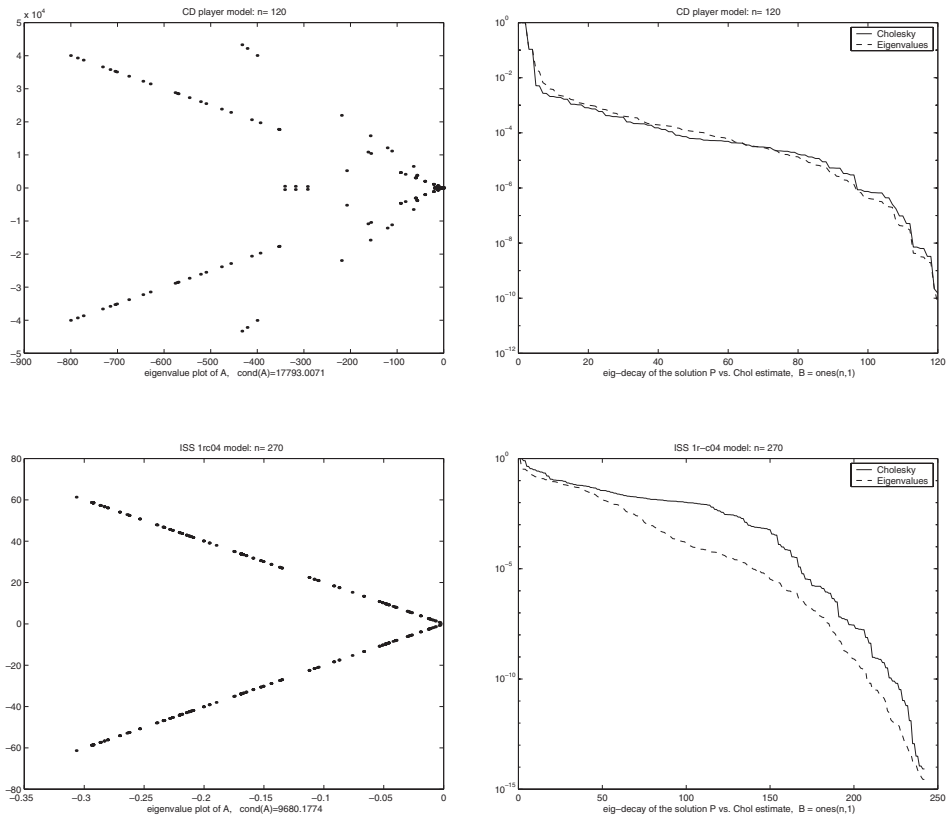 CD player model: n= 120
x 10^4
5
4
3
2
1
0
−1
−2
−3
−4
−5
−900 −800 −700 −600 −500 −400 −300 −200 −100 0
eigenvalue plot of A, cond(A)=17793.0071
CD player model: n= 120
Cholesky
Eigenvalues
10^0
10^−2
10^−4
10^−6
10^−8
10^−10
10^−12
0 20 40 60 80 100 120
eig−decay of the solution P vs. Chol estimate, B = ones(n,1)
ISS 1rc04 model: n= 270
80
60
40
20
0
−20
−40
−60
−80
−0.35 −0.3 −0.25 −0.2 −0.15 −0.1 −0.05 0
eigenvalue plot of A, cond(A)=9680.1774
ISS 1r−c04 model: n= 270
Cholesky
Eigenvalues
10^0
10^−5
10^−10
10^−15
0 50 100 150 200 250
eig−decay of the solution P vs. Chol estimate, B = ones(n,1)